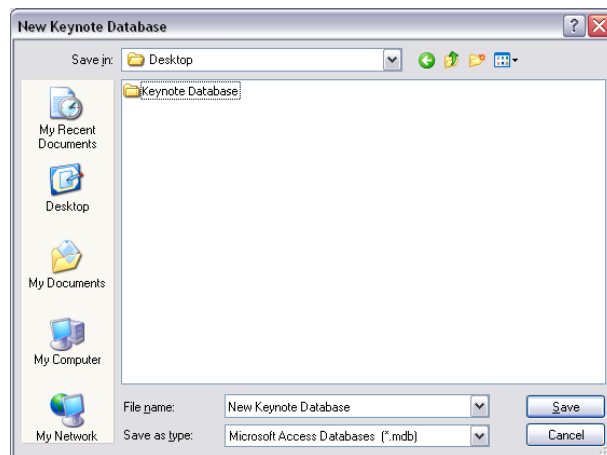 New Keynote Database
Save in: Desktop
Keynote Database
My Recent
Documents
Desktop
My Documents
My Computer
My Network
File name: New Keynote Database Save
Save as type: Microsoft Access Databases (*.mdb) Cancel